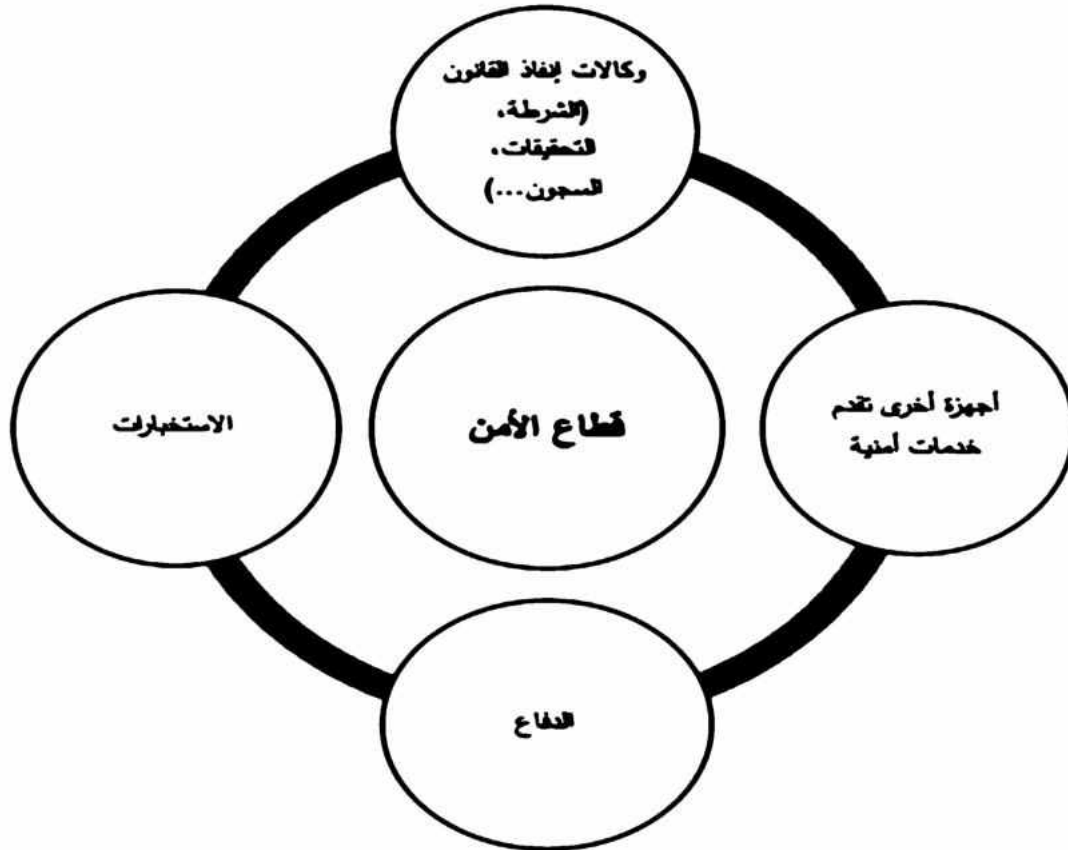 وكالات إنفاذ القانون
(الشرطة،
التحقيقات،
السجون...)
أجهزة أخرى تقدم
خدمات أمنية
قطاع الأمن
الاستخبارات
الدفاع